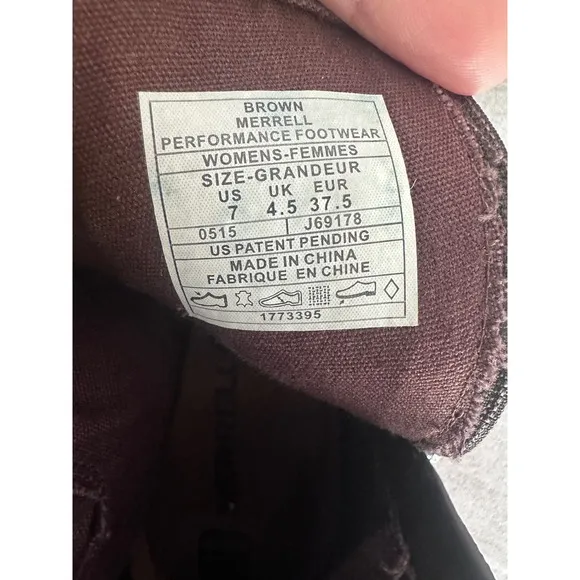 BROWN
MERRELL
PERFORMANCE FOOTWEAR
WOMENS-FEMMES
SIZE-GRANDEUR
US UK EUR
7 4.5 37.5
0515 J69178
US PATENT PENDING
MADE IN CHINA
FABRIQUE EN CHINE
1773395